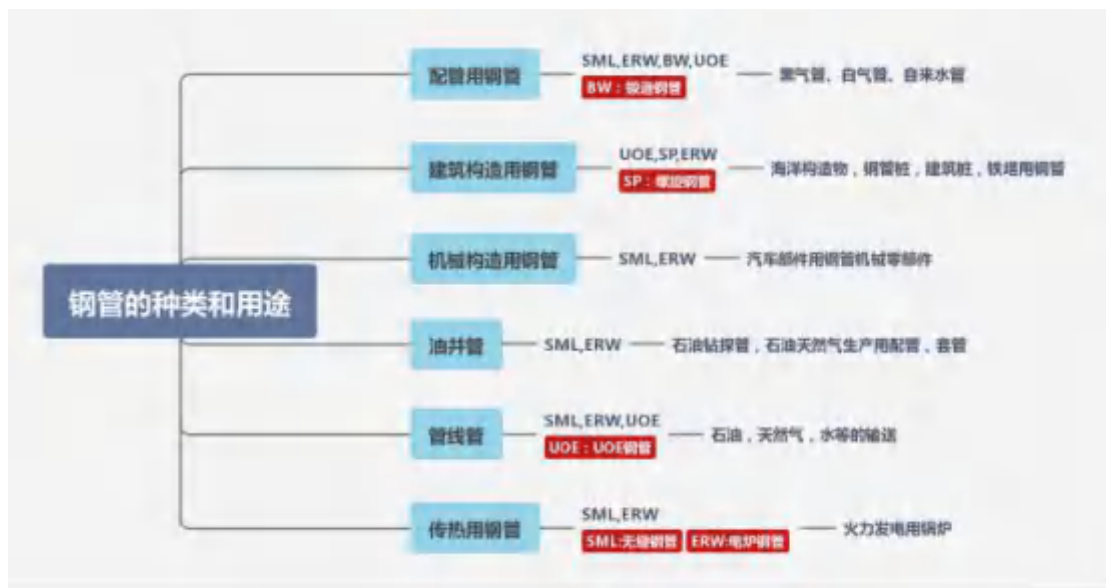 钢管的种类和用途
配管用钢管
SML,ERW,BW,UOE
BW：锻造钢管
黑气管、白气管、自来水管
建筑构造用钢管
UOE,SP,ERW
SP：螺旋钢管
海洋构造物，钢管桩，建筑桩，铁塔用钢管
机械构造用钢管
SML,ERW
汽车部件用钢管机械零部件
油井管
SML,ERW
石油钻探管，石油天然气生产用配管，套管
管线管
SML,ERW,UOE
UOE：UOE钢管
石油，天然气，水等的输送
传热用钢管
SML,ERW
SML:无缝钢管 ERW:电炉钢管
火力发电用锅炉